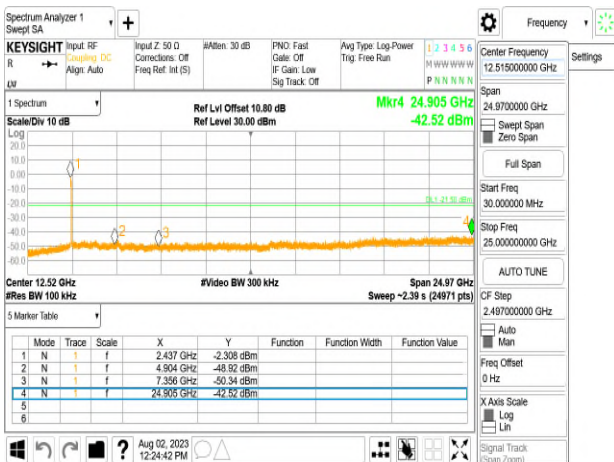 Spectrum Analyzer 1
Swept SA
Frequency
KEYSIGHT
Input: RF
Coupling: DC
Align: Auto
Input Z: 50 Ω
Corrections: Off
Freq Ref: Int (S)
#Atten: 30 dB
PNO: Fast
Gate: Off
IF Gain: Low
Sig Track: Off
Avg Type: Log-Power
Trig: Free Run
1 2 3 4 5 6
M W W W W W
P N N N N N
R
LXI
1 Spectrum
Scale/Div 10 dB
Log
Ref Lvl Offset 10.80 dB
Ref Level 30.00 dBm
Mkr4 24.905 GHz
-42.52 dBm
20.0
10.0
0.00
-10.0
-20.0
-30.0
-40.0
-50.0
-60.0
1
2
3
4
DL1 -21.50 dBm
Center 12.52 GHz
#Res BW 100 kHz
#Video BW 300 kHz
Span 24.97 GHz
Sweep ~2.39 s (24971 pts)
5 Marker Table
Mode Trace Scale X Y Function Function Width Function Value
1 N 1 f 2.437 GHz -2.308 dBm
2 N 1 f 4.904 GHz -48.92 dBm
3 N 1 f 7.356 GHz -50.34 dBm
4 N 1 f 24.905 GHz -42.52 dBm
5
6
?
Aug 02, 2023
12:24:42 PM
Center Frequency
12.515000000 GHz
Settings
Span
24.9700000 GHz
Swept Span
Zero Span
Full Span
Start Freq
30.000000 MHz
Stop Freq
25.000000000 GHz
AUTO TUNE
CF Step
2.497000000 GHz
Auto
Man
Freq Offset
0 Hz
X Axis Scale
Log
Lin
Signal Track
(Span Zoom)